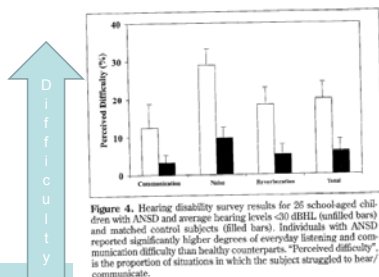 Difficulty
40
30
20
10
0
Perceived Difficulty (%)
Communication
Noise
Reverberation
Total
Figure 4. Hearing disability survey results for 26 school-aged chil-
dren with ANSD and average hearing levels <30 dBHL (unfilled bars)
and matched control subjects (filled bars). Individuals with ANSD
reported significantly higher degrees of everyday listening and com-
munication difficulty than healthy counterparts. “Perceived difficulty”,
is the proportion of situations in which the subject struggled to hear/
communicate.